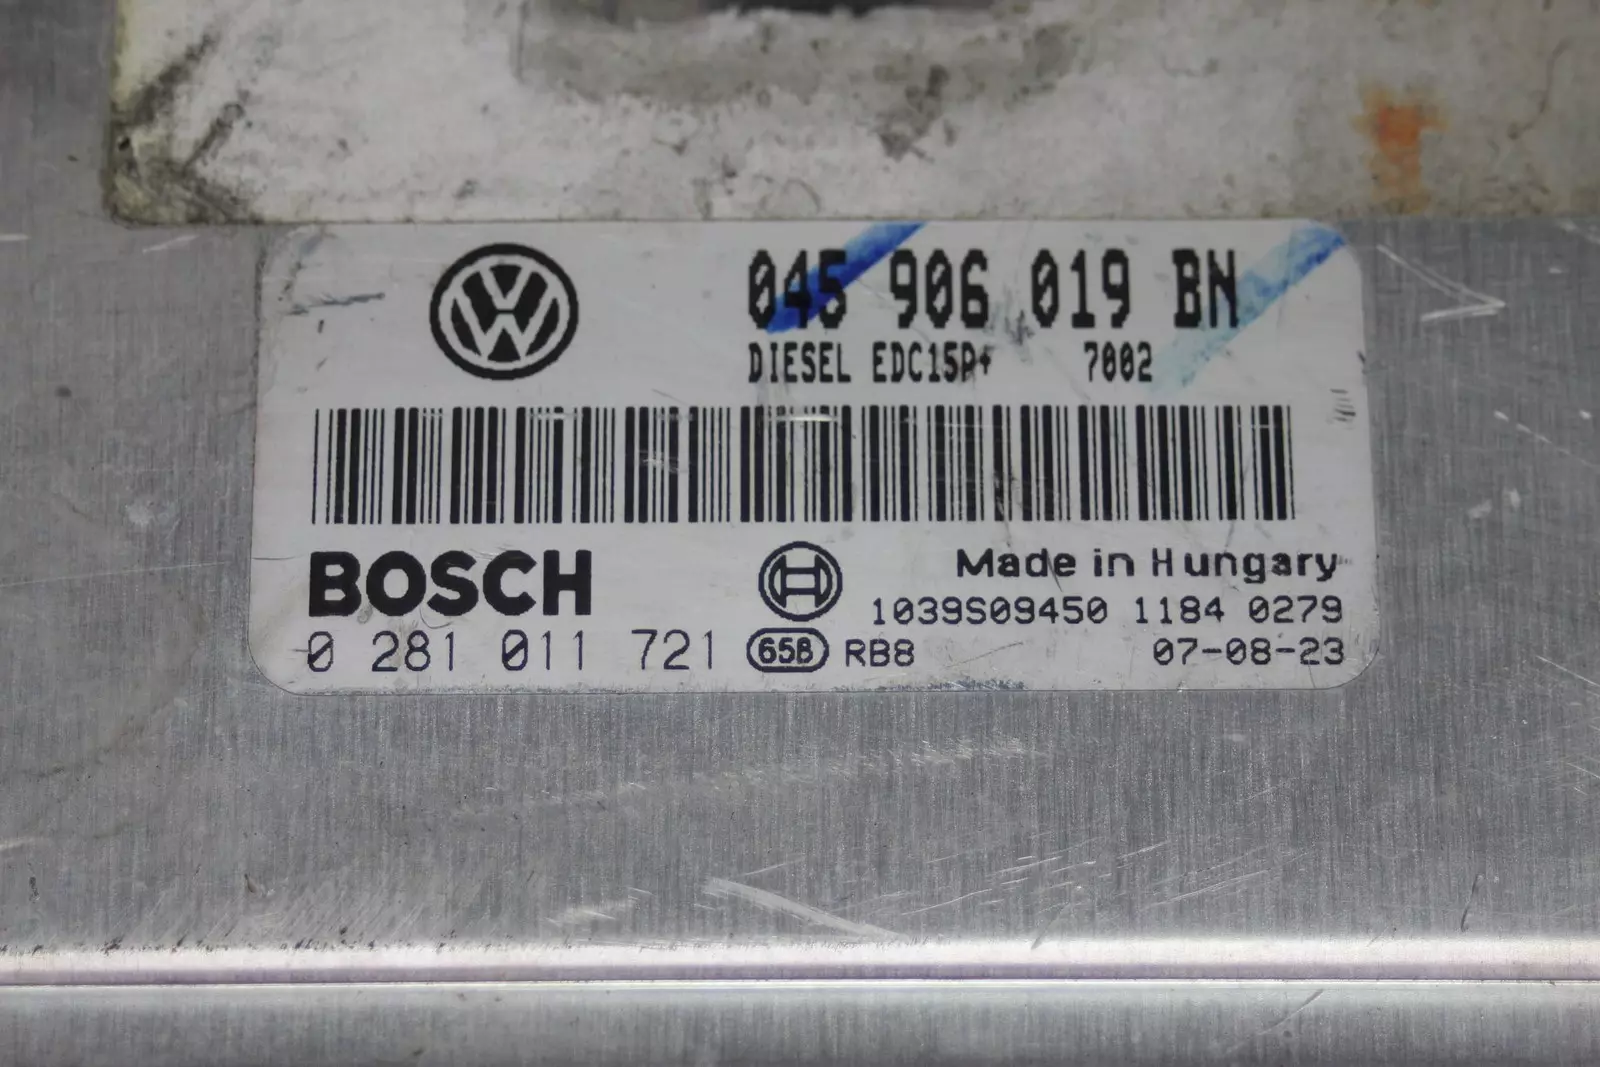 045 906 019 BN
DIESEL EDC15P+ 7002
BOSCH
Made in Hungary
1039S09450 1184 0279
0 281 011 721 65B RB8 07-08-23